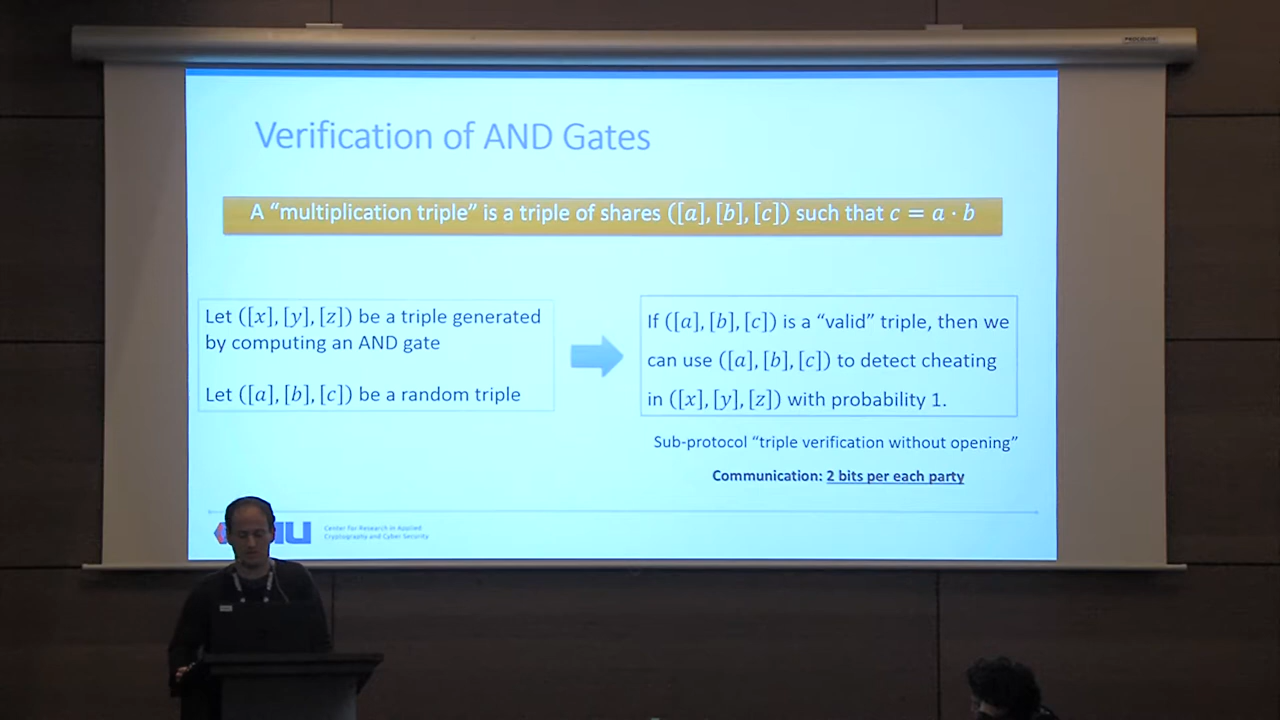 Verification of AND Gates
A “multiplication triple” is a triple of shares ([a], [b], [c]) such that c = a · b
Let ([x], [y], [z]) be a triple generated
by computing an AND gate
Let ([a], [b], [c]) be a random triple
If ([a], [b], [c]) is a “valid” triple, then we
can use ([a], [b], [c]) to detect cheating
in ([x], [y], [z]) with probability 1.
Sub-protocol “triple verification without opening”
Communication: 2 bits per each party
Center for Research in Applied
Cryptography and Cyber Security